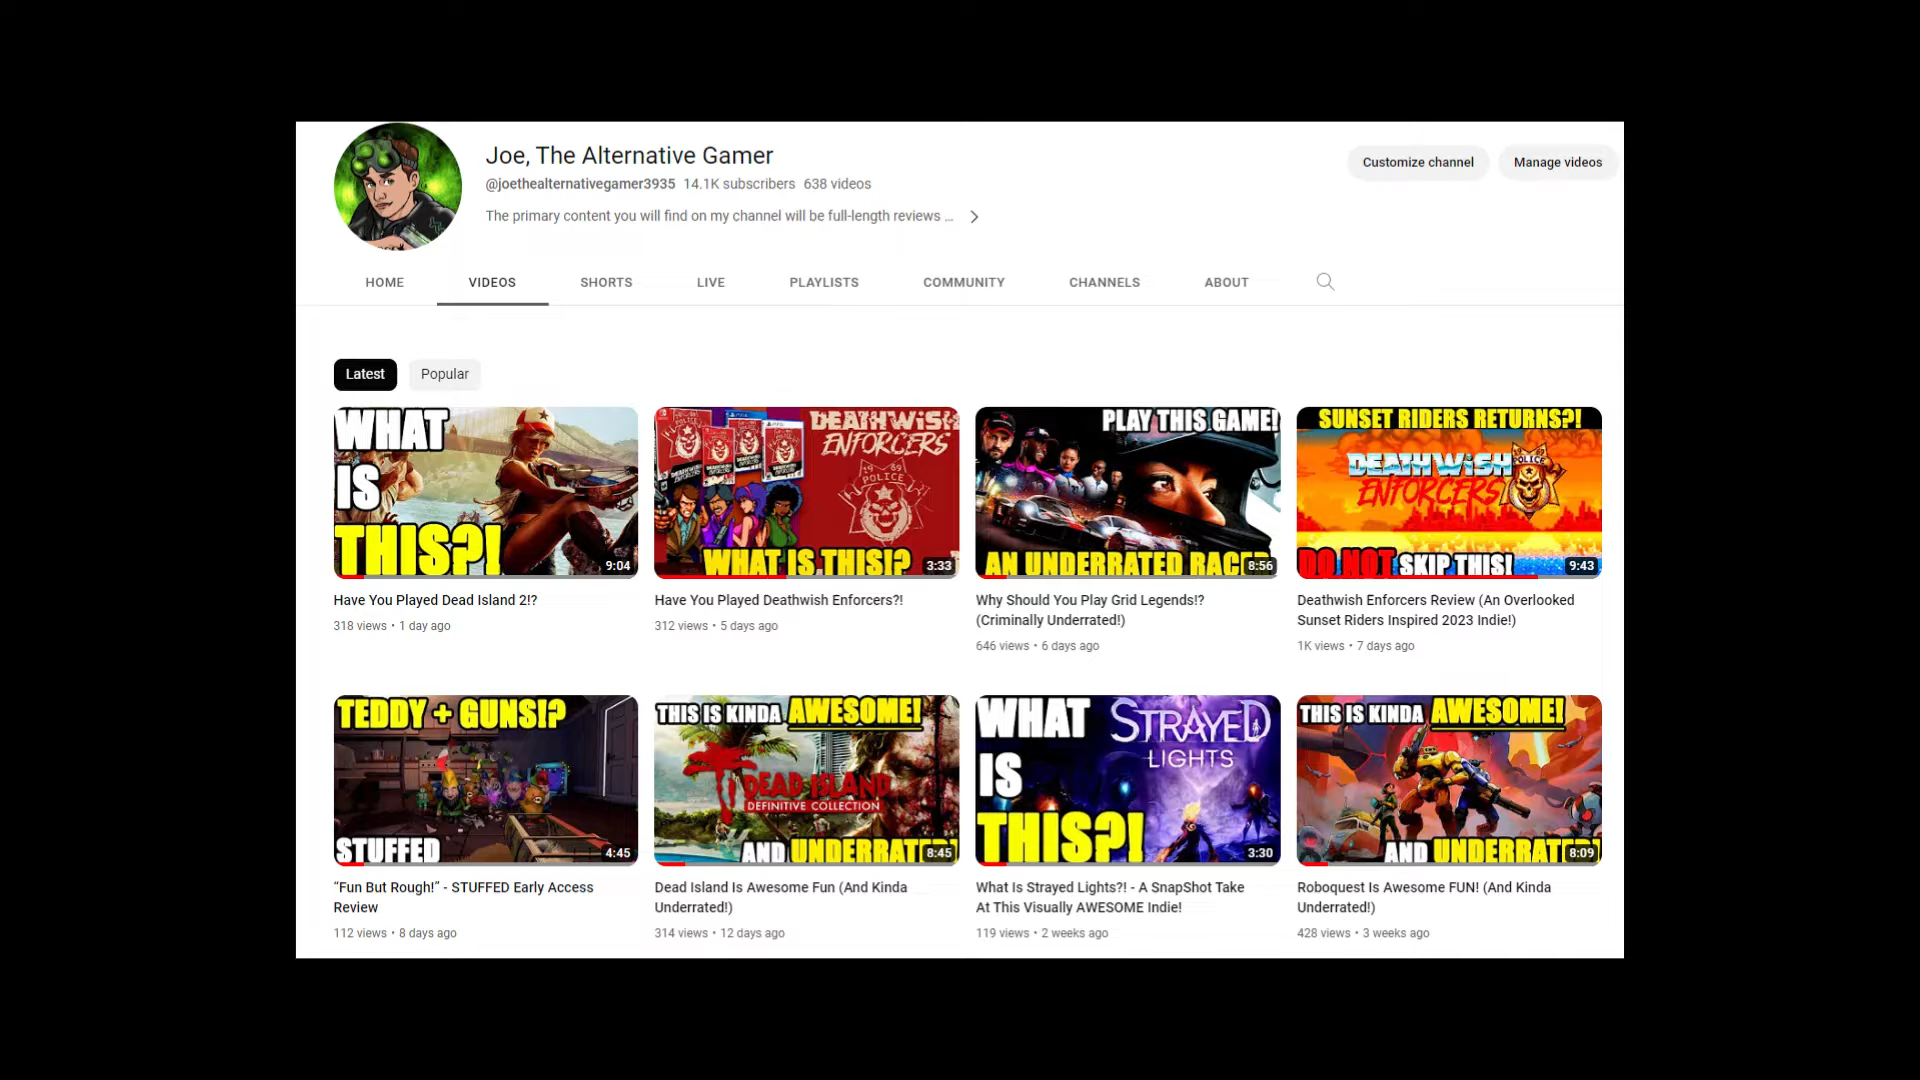 Joe, The Alternative Gamer
@joethealternativegamer3935 14.1K subscribers 638 videos
The primary content you will find on my channel will be full-length reviews ...
Customize channel
Manage videos
HOME VIDEOS SHORTS LIVE PLAYLISTS COMMUNITY CHANNELS ABOUT
Latest Popular
WHAT
IS
THIS?!
9:04
Have You Played Dead Island 2!?
318 views • 1 day ago
DEATHWISH
ENFORCERS
1989
POLICE
WHAT IS THIS!?
3:33
Have You Played Deathwish Enforcers?!
312 views • 5 days ago
PLAY THIS GAME!
AN UNDERRATED RACER
8:56
Why Should You Play Grid Legends!?
(Criminally Underrated!)
646 views • 6 days ago
SUNSET RIDERS RETURNS?!
DEATHWISH
POLICE
ENFORCERS
DO NOT SKIP THIS!
9:43
Deathwish Enforcers Review (An Overlooked
Sunset Riders Inspired 2023 Indie!)
1K views • 7 days ago
TEDDY + GUNS!?
STUFFED
4:45
“Fun But Rough!” - STUFFED Early Access
Review
112 views • 8 days ago
THIS IS KINDA AWESOME!
DEAD ISLAND
DEFINITIVE COLLECTION
AND UNDERRATED!
8:45
Dead Island Is Awesome Fun (And Kinda
Underrated!)
314 views • 12 days ago
WHAT
IS
THIS?!
STRAYED
LIGHTS
3:30
What Is Strayed Lights?! - A SnapShot Take
At This Visually AWESOME Indie!
119 views • 2 weeks ago
THIS IS KINDA AWESOME!
AND UNDERRATED!
8:09
Roboquest Is Awesome FUN! (And Kinda
Underrated!)
428 views • 3 weeks ago